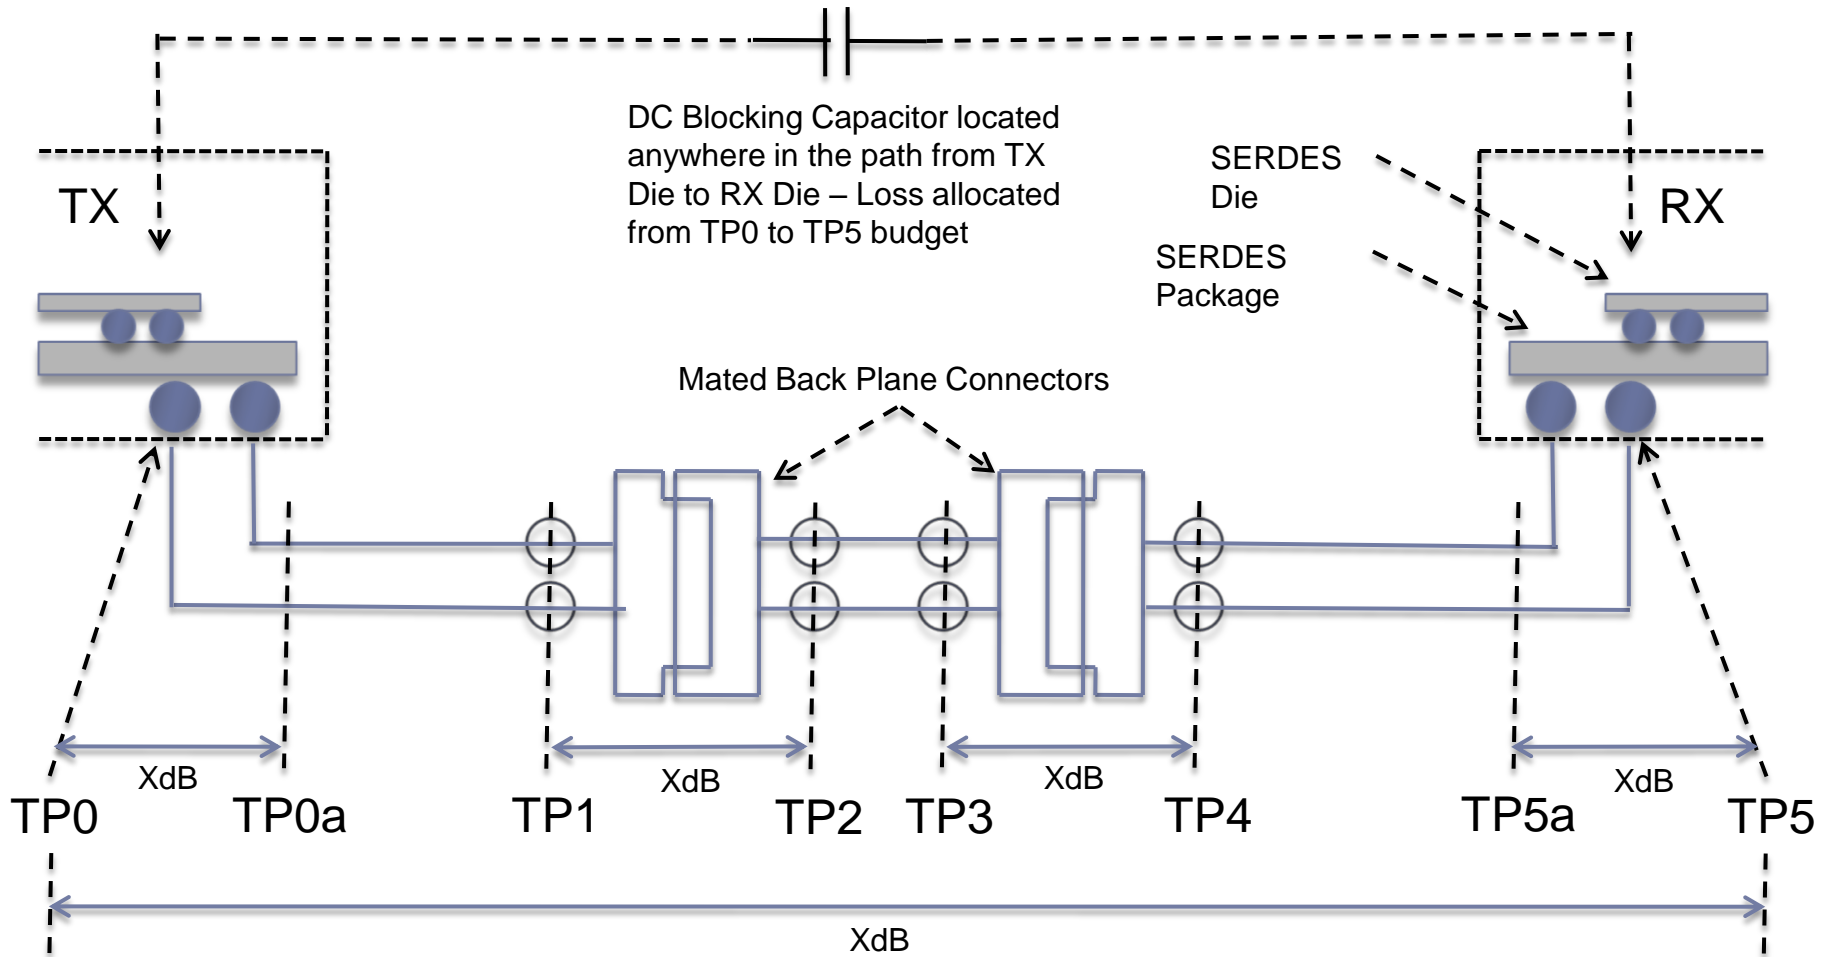 DC Blocking Capacitor located
anywhere in the path from TX
Die to RX Die – Loss allocated
from TP0 to TP5 budget
TX
SERDES
Die
RX
SERDES
Package
Mated Back Plane Connectors
XdB
XdB
XdB
XdB
TP0
TP0a
TP1
TP2
TP3
TP4
TP5a
TP5
XdB